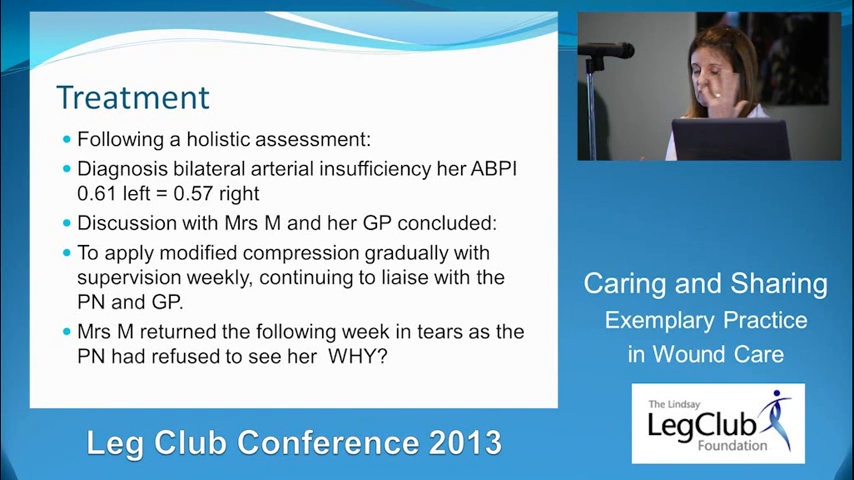 Treatment
• Following a holistic assessment:
• Diagnosis bilateral arterial insufficiency her ABPI
0.61 left = 0.57 right
• Discussion with Mrs M and her GP concluded:
• To apply modified compression gradually with
supervision weekly, continuing to liaise with the
PN and GP.
• Mrs M returned the following week in tears as the
PN had refused to see her  WHY?
Caring and Sharing
Exemplary Practice
in Wound Care
The Lindsay
LegClub
Foundation
Leg Club Conference 2013